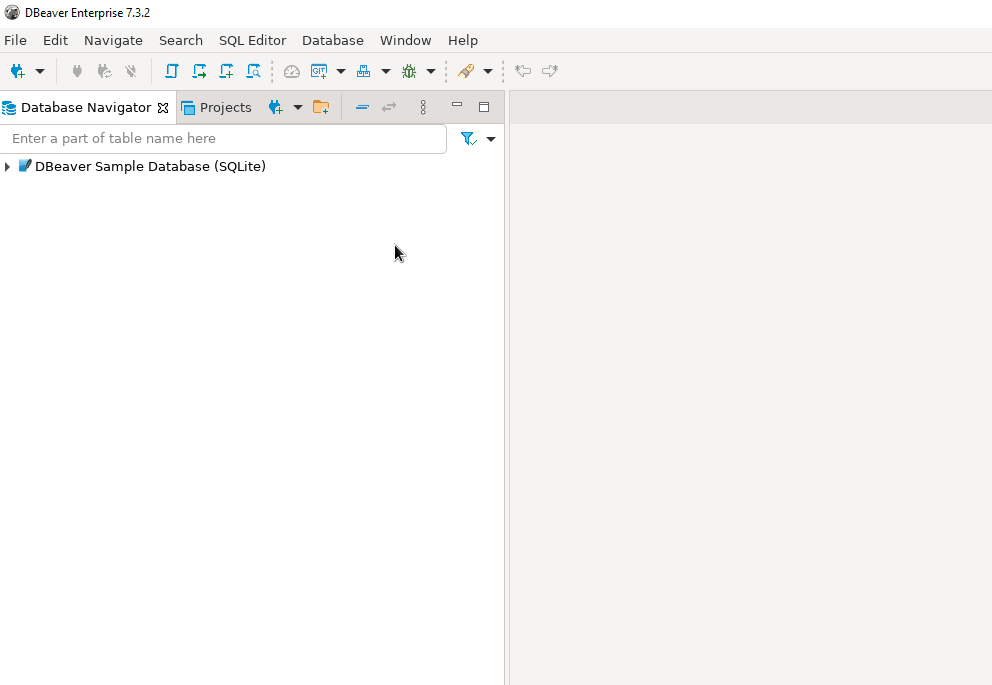 DBeaver Enterprise 7.3.2
File Edit Navigate Search SQL Editor Database Window Help
GIT
Database Navigator Projects
Enter a part of table name here
DBeaver Sample Database (SQLite)